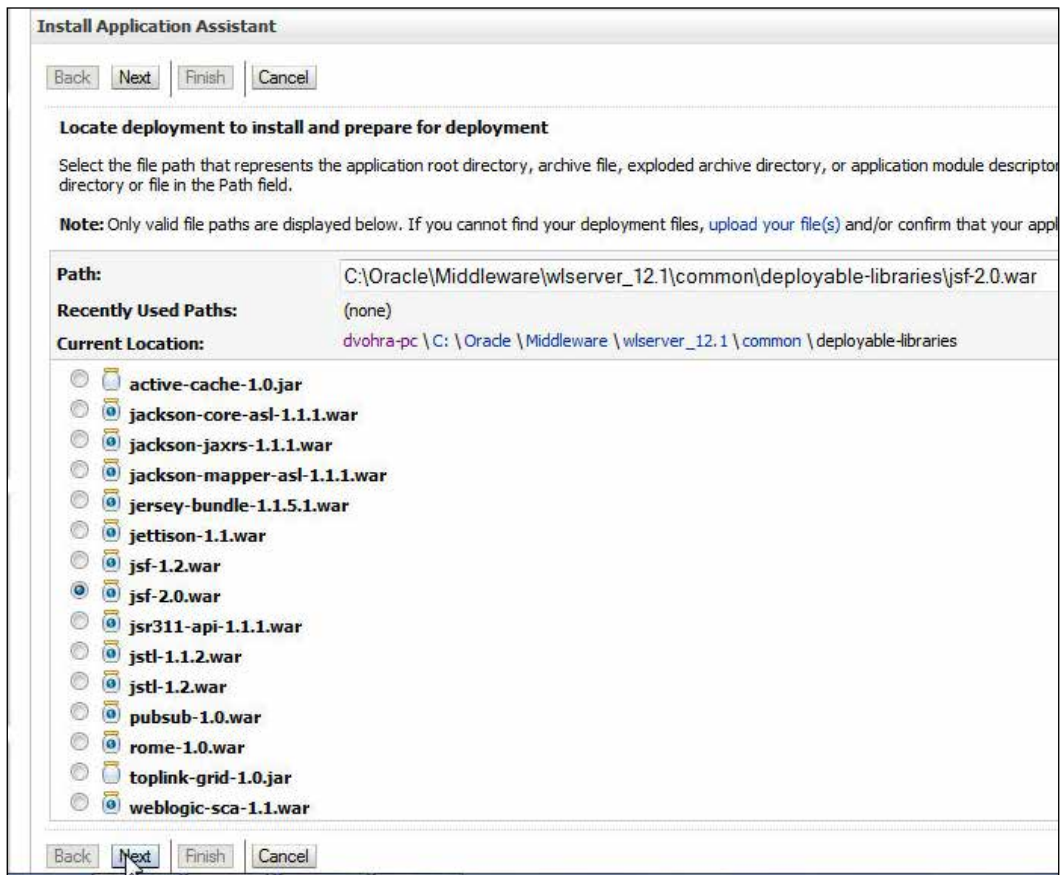 Install Application Assistant
Back Next Finish Cancel
Locate deployment to install and prepare for deployment
Select the file path that represents the application root directory, archive file, exploded archive directory, or application module descriptor
directory or file in the Path field.
Note: Only valid file paths are displayed below. If you cannot find your deployment files, upload your file(s) and/or confirm that your appl
Path: C:\Oracle\Middleware\wlserver_12.1\common\deployable-libraries\jsf-2.0.war
Recently Used Paths: (none)
Current Location: dvohra-pc \ C: \ Oracle \ Middleware \ wlserver_12.1 \ common \ deployable-libraries
active-cache-1.0.jar
jackson-core-asl-1.1.1.war
jackson-jaxrs-1.1.1.war
jackson-mapper-asl-1.1.1.war
jersey-bundle-1.1.5.1.war
jettison-1.1.war
jsf-1.2.war
jsf-2.0.war
jsr311-api-1.1.1.war
jstl-1.1.2.war
jstl-1.2.war
pubsub-1.0.war
rome-1.0.war
toplink-grid-1.0.jar
weblogic-sca-1.1.war
Back Next Finish Cancel